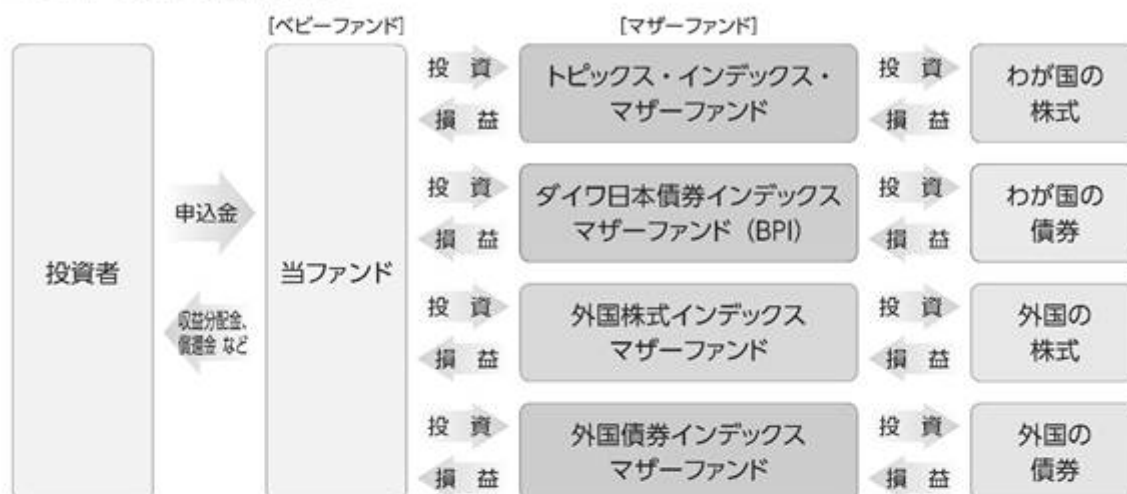 [ベビーファンド]
[マザーファンド]
投資者
申込金
収益分配金、
償還金 など
当ファンド
投 資
損 益
トピックス・インデックス・
マザーファンド
投 資
損 益
わが国の
株式
投 資
損 益
ダイワ日本債券インデックス
マザーファンド（BPI）
投 資
損 益
わが国の
債券
投 資
損 益
外国株式インデックス
マザーファンド
投 資
損 益
外国の
株式
投 資
損 益
外国債券インデックス
マザーファンド
投 資
損 益
外国の
債券